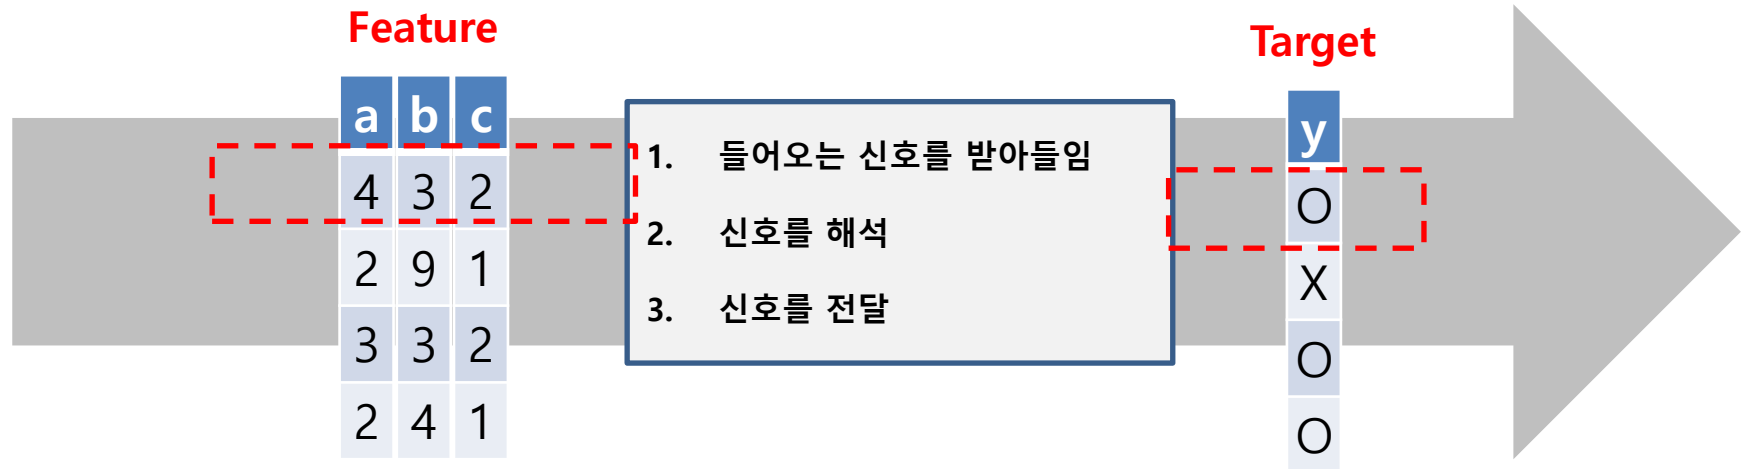 Feature
Target
a b c
y
4 3 2
O
2 9 1
X
3 3 2
O
2 4 1
O
1. 들어오는 신호를 받아들임
2. 신호를 해석
3. 신호를 전달